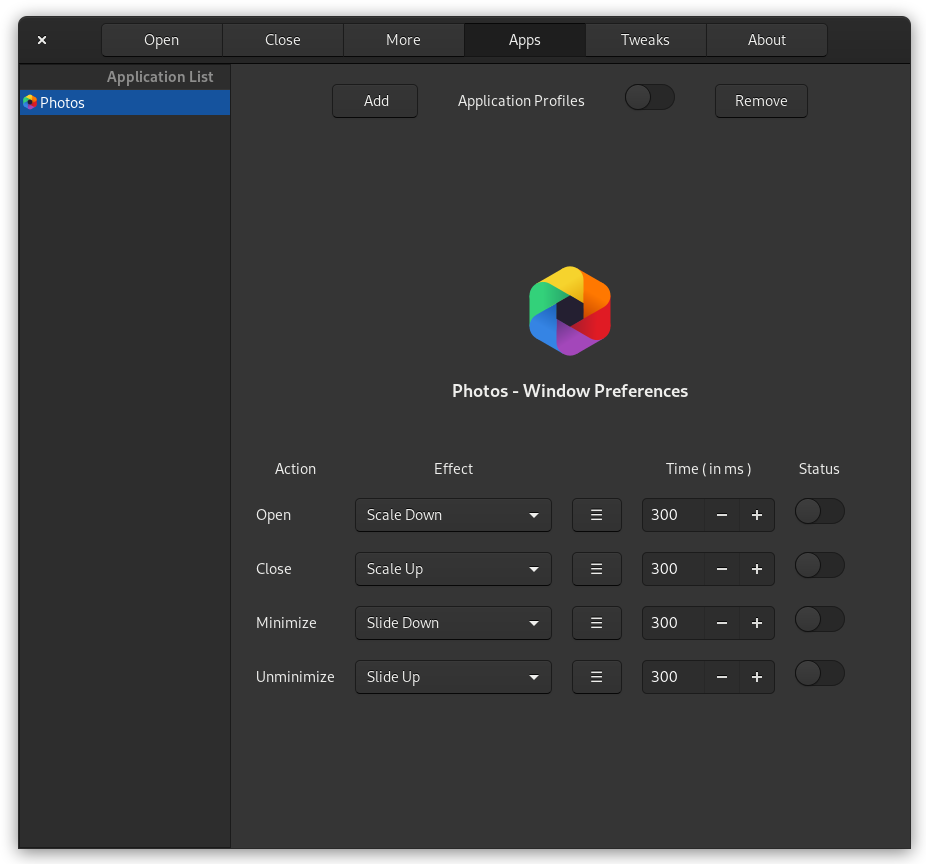 Open Close More Apps Tweaks About
Application List
Photos
Add Application Profiles Remove
Photos - Window Preferences
Action Effect Time ( in ms ) Status
Open Scale Down 300
Close Scale Up 300
Minimize Slide Down 300
Unminimize Slide Up 300